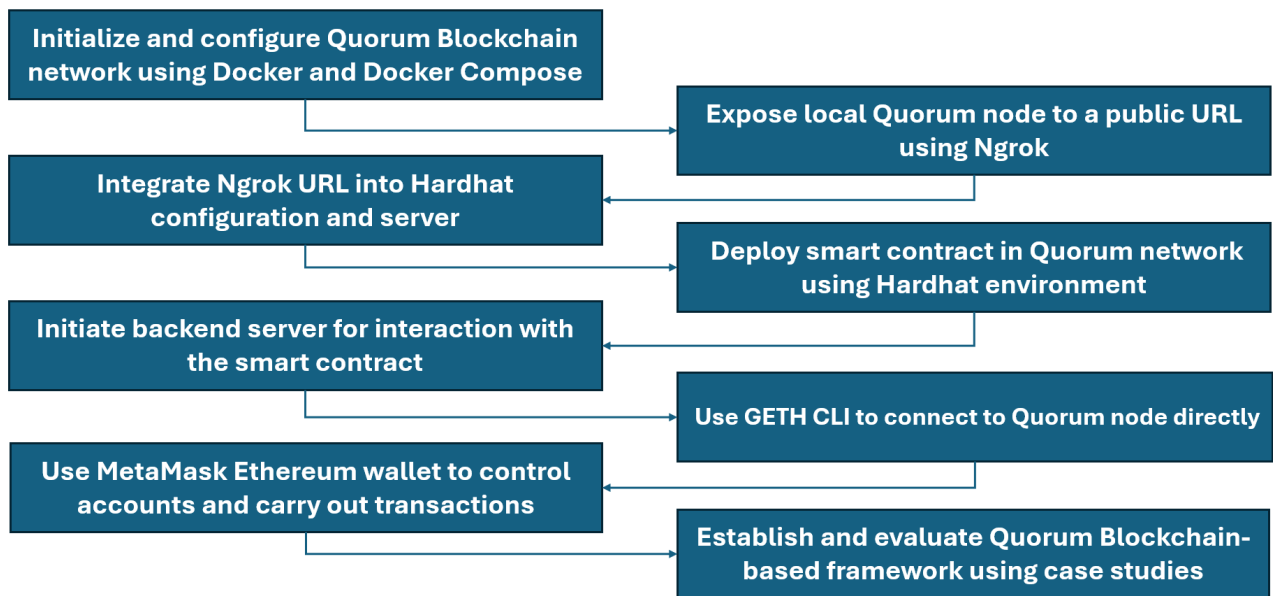 Initialize and configure Quorum Blockchain
network using Docker and Docker Compose
Expose local Quorum node to a public URL
using Ngrok
Integrate Ngrok URL into Hardhat
configuration and server
Deploy smart contract in Quorum network
using Hardhat environment
Initiate backend server for interaction with
the smart contract
Use GETH CLI to connect to Quorum node directly
Use MetaMask Ethereum wallet to control
accounts and carry out transactions
Establish and evaluate Quorum Blockchain-
based framework using case studies